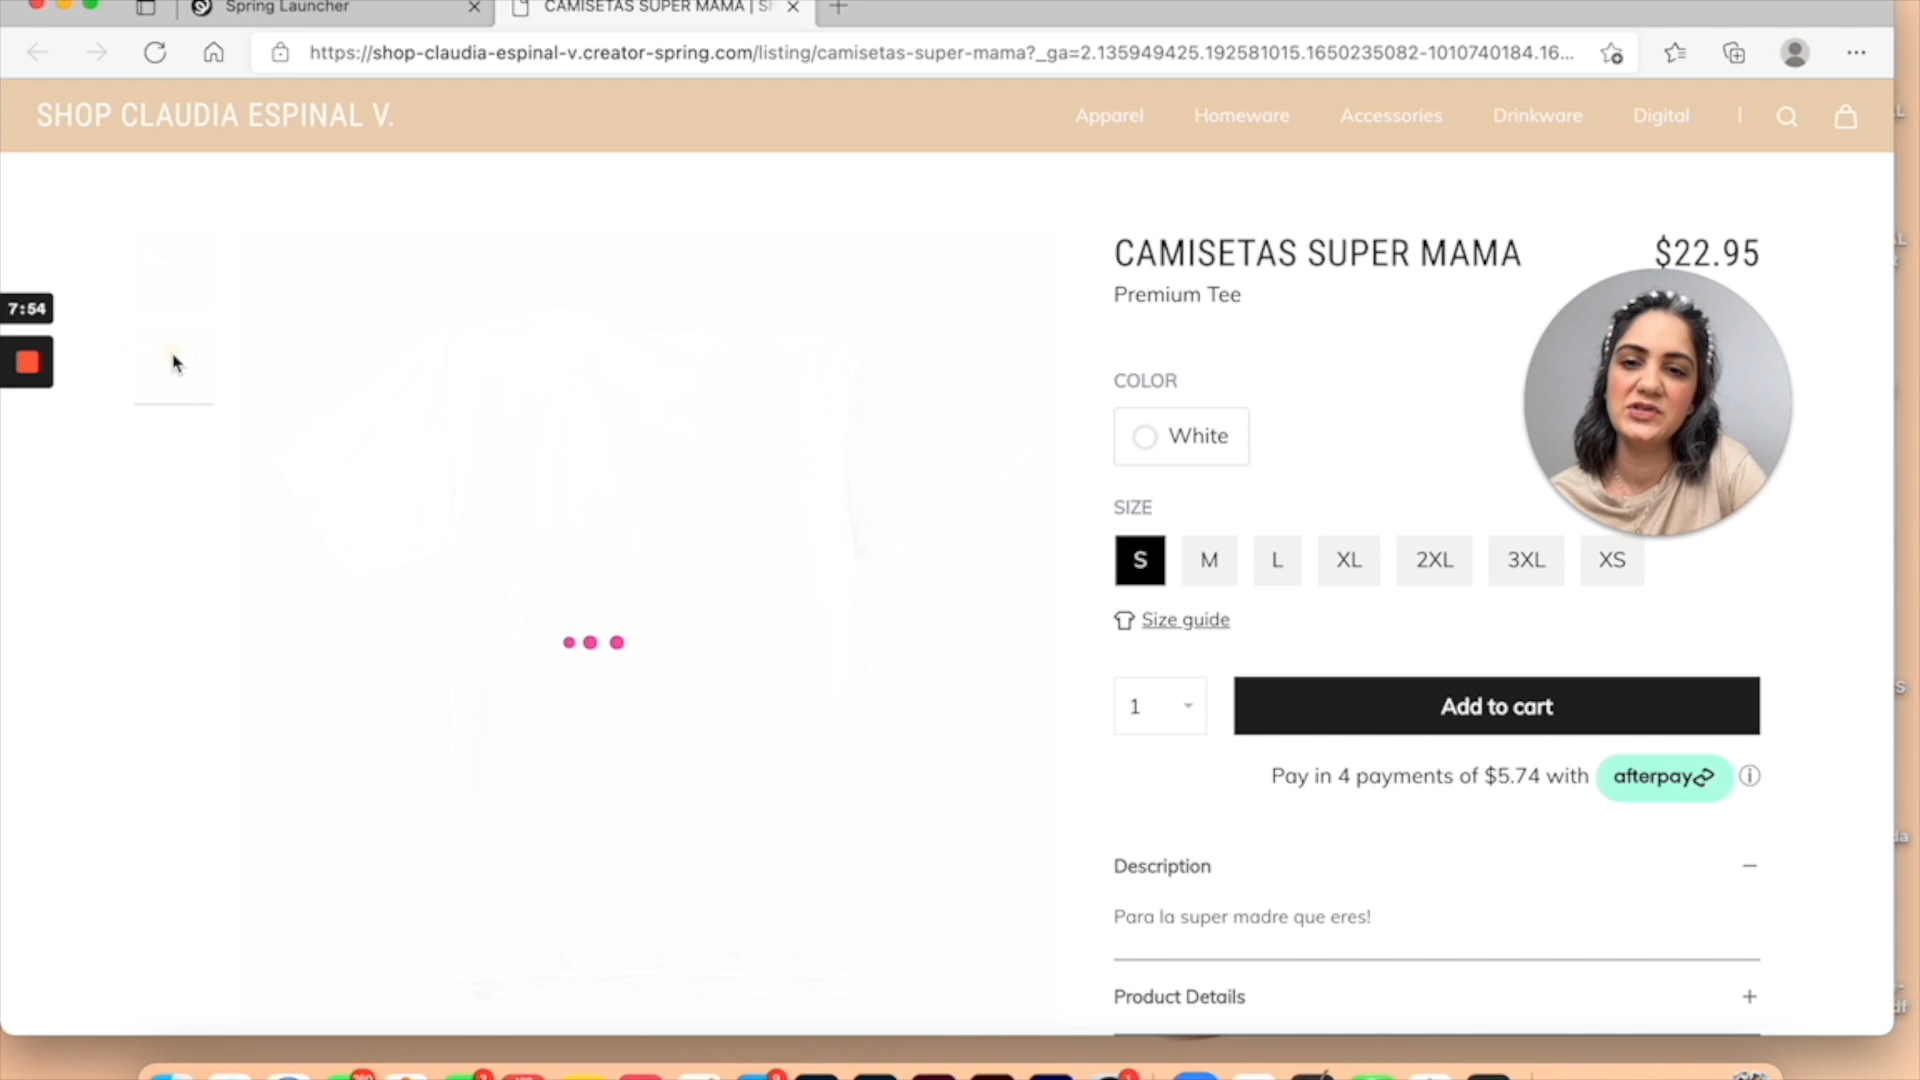 Spring Launcher
CAMISETAS SUPER MAMA | S
https://shop-claudia-espinal-v.creator-spring.com/listing/camisetas-super-mama?_ga=2.135949425.192581015.1650235082-1010740184.16...
SHOP CLAUDIA ESPINAL V.
Apparel
Homeware
Accessories
Drinkware
Digital
CAMISETAS SUPER MAMA
$22.95
Premium Tee
7:54
COLOR
White
SIZE
S
M
L
XL
2XL
3XL
XS
Size guide
1
Add to cart
Pay in 4 payments of $5.74 with
afterpay
Description
Para la super madre que eres!
Product Details